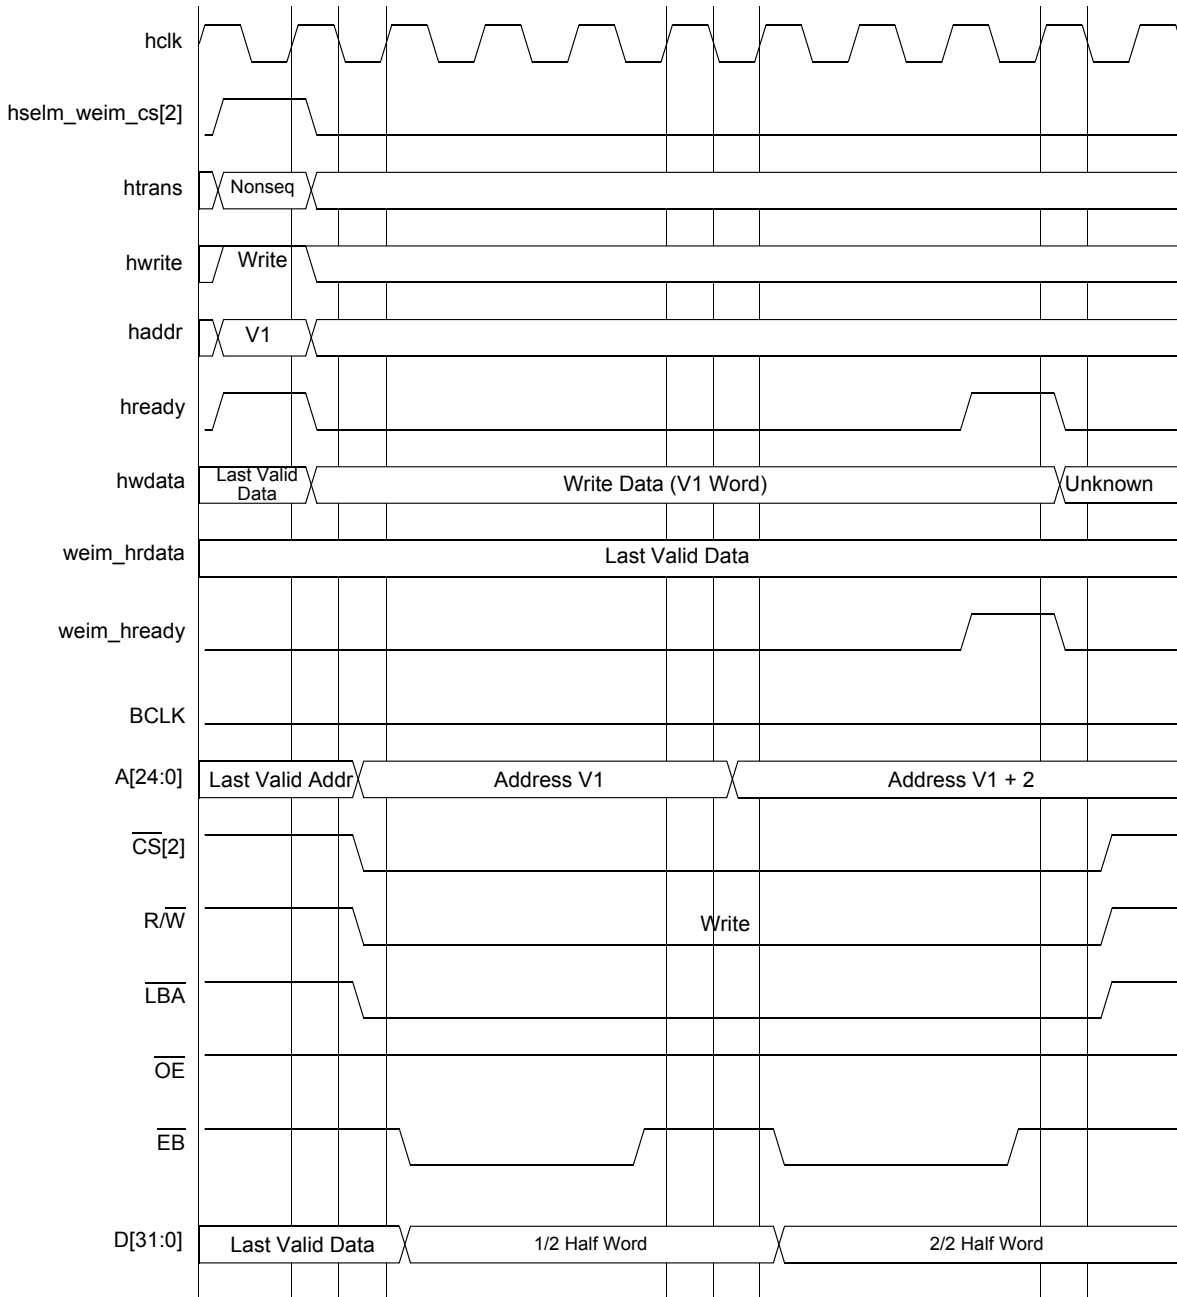 hclk
hselm_weim_cs[2]
htrans
Nonseq
hwrite
Write
haddr
V1
hready
hwdata
Last Valid
Data
Write Data (V1 Word)
Unknown
weim_hrdata
Last Valid Data
weim_hready
BCLK
A[24:0]
Last Valid Addr
Address V1
Address V1 + 2
CS[2]
R/W
Write
LBA
OE
EB
D[31:0]
Last Valid Data
1/2 Half Word
2/2 Half Word